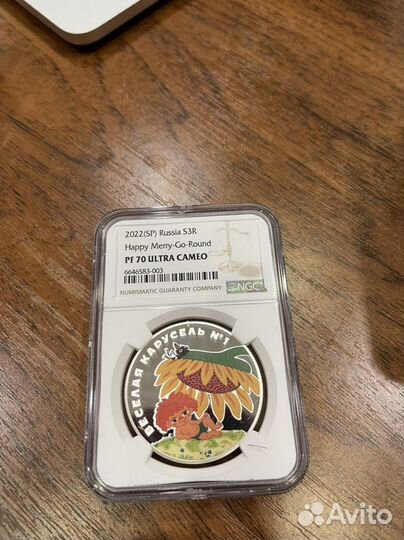 2022(SP) Russia S3R
Happy Merry-Go-Round
PF 70 ULTRA CAMEO
6646583-003
NUMISMATIC GUARANTY COMPANY
NGC
ВЕСЕЛАЯ КАРУСЕЛЬ №1
Avito